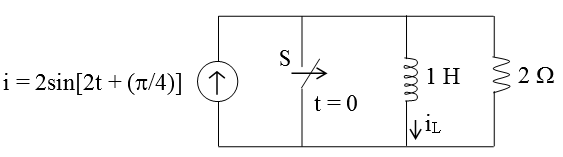 S
i = 2sin[2t + (π/4)]
1 H
2 Ω
t = 0
iL